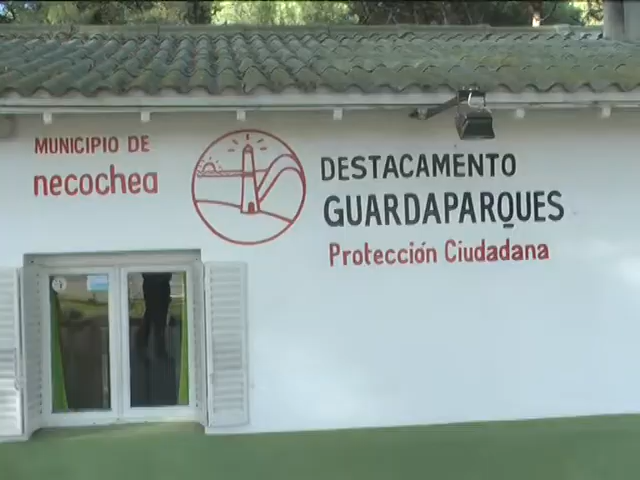 MUNICIPIO DE
necochea
DESTACAMENTO
GUARDAPARQUES
Protección Ciudadana